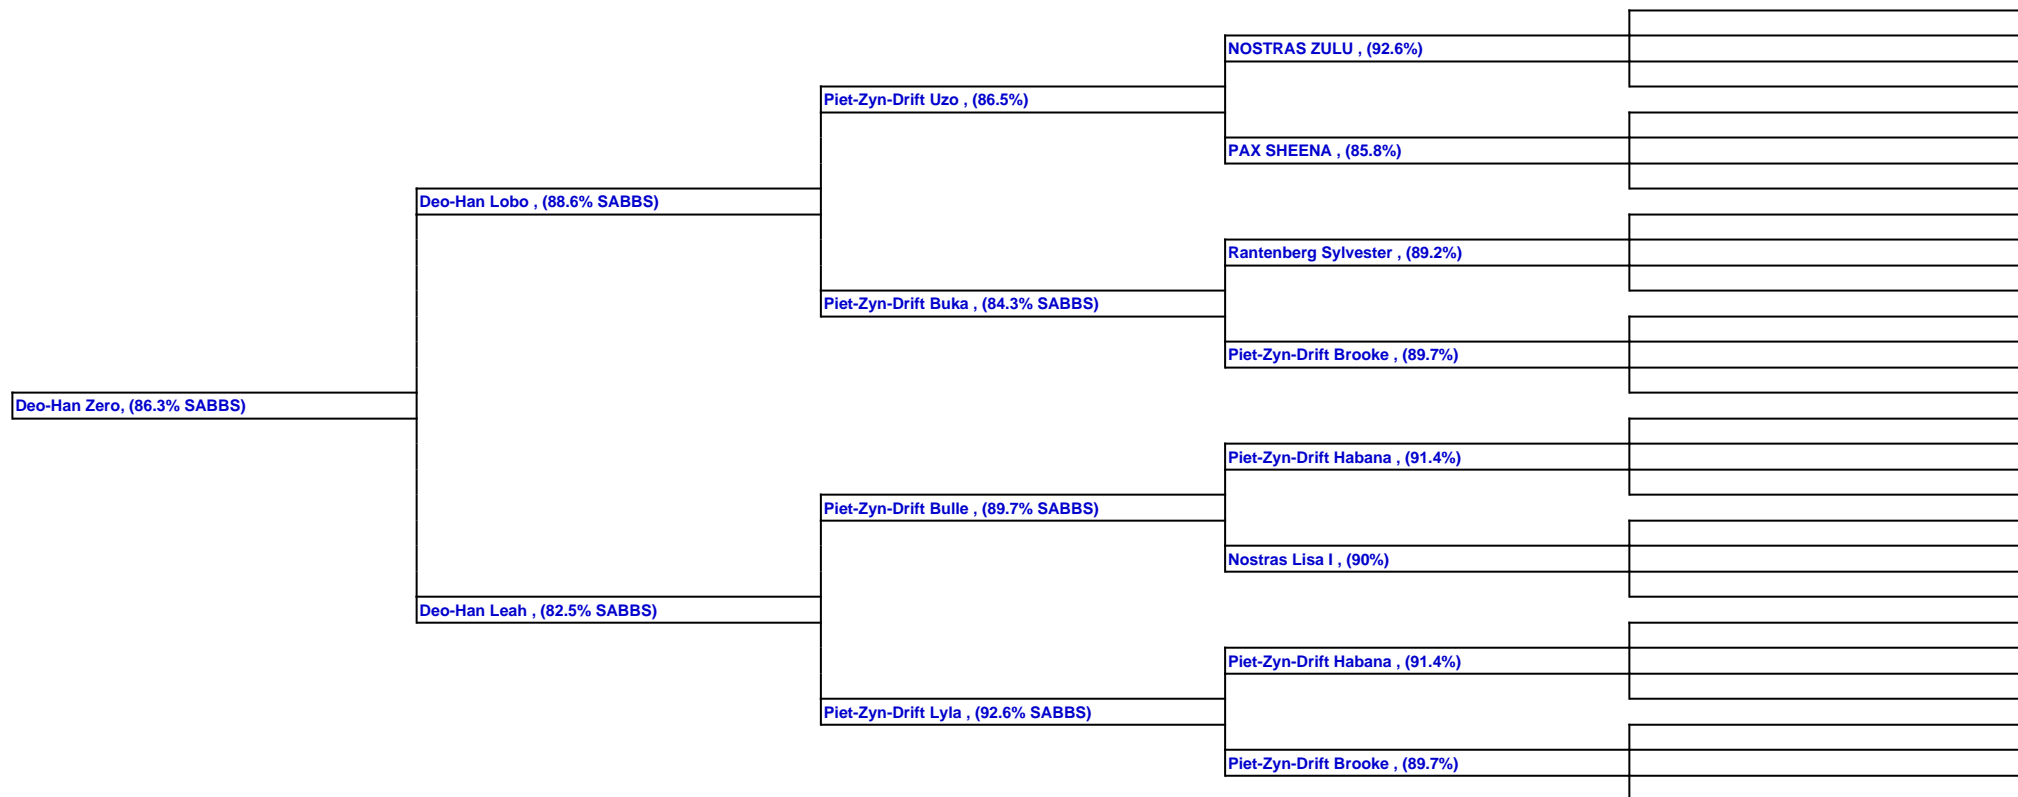 NOSTRAS ZULU , (92.6%)
Piet-Zyn-Drift Uzo , (86.5%)
PAX SHEENA , (85.8%)
Deo-Han Lobo , (88.6% SABBS)
Rantenberg Sylvester , (89.2%)
Piet-Zyn-Drift Buka , (84.3% SABBS)
Piet-Zyn-Drift Brooke , (89.7%)
Deo-Han Zero, (86.3% SABBS)
Piet-Zyn-Drift Habana , (91.4%)
Piet-Zyn-Drift Bulle , (89.7% SABBS)
Nostras Lisa I , (90%)
Deo-Han Leah , (82.5% SABBS)
Piet-Zyn-Drift Habana , (91.4%)
Piet-Zyn-Drift Lyla , (92.6% SABBS)
Piet-Zyn-Drift Brooke , (89.7%)